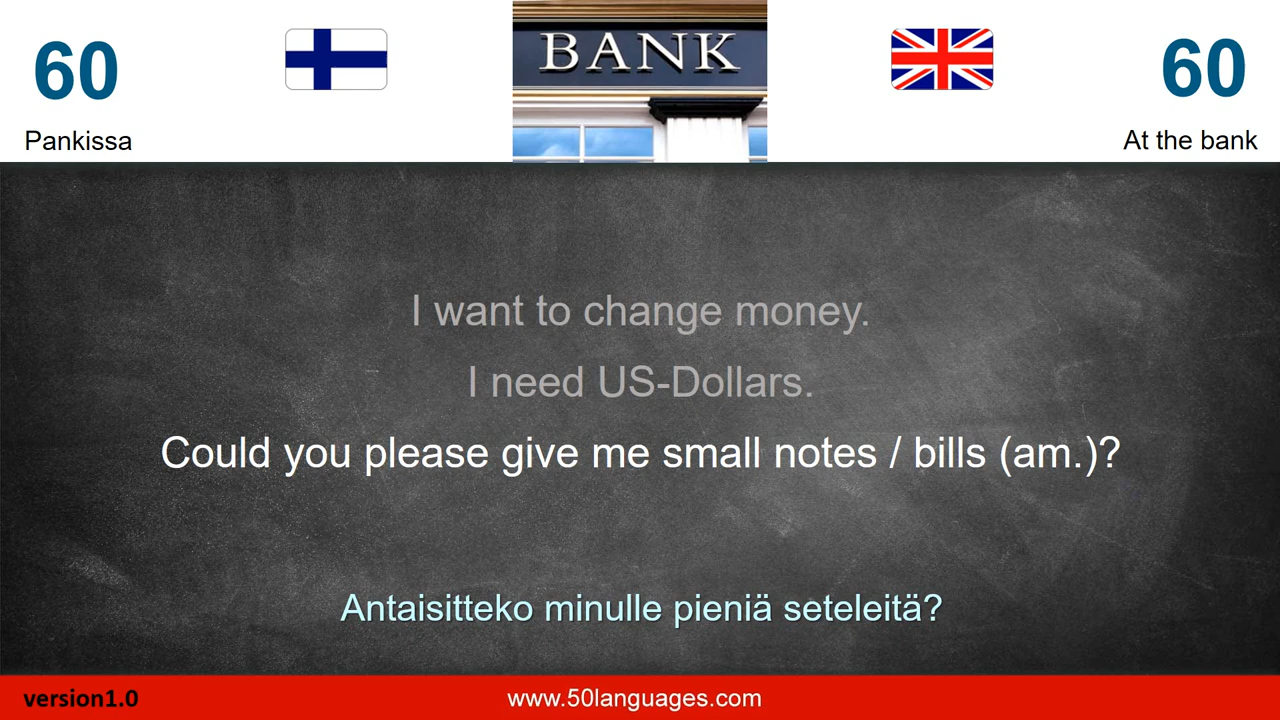 60
Pankissa
BANK
60
At the bank
I want to change money.
I need US-Dollars.
Could you please give me small notes / bills (am.)?
Antaisitteko minulle pieniä seteleitä?
version1.0
www.50languages.com